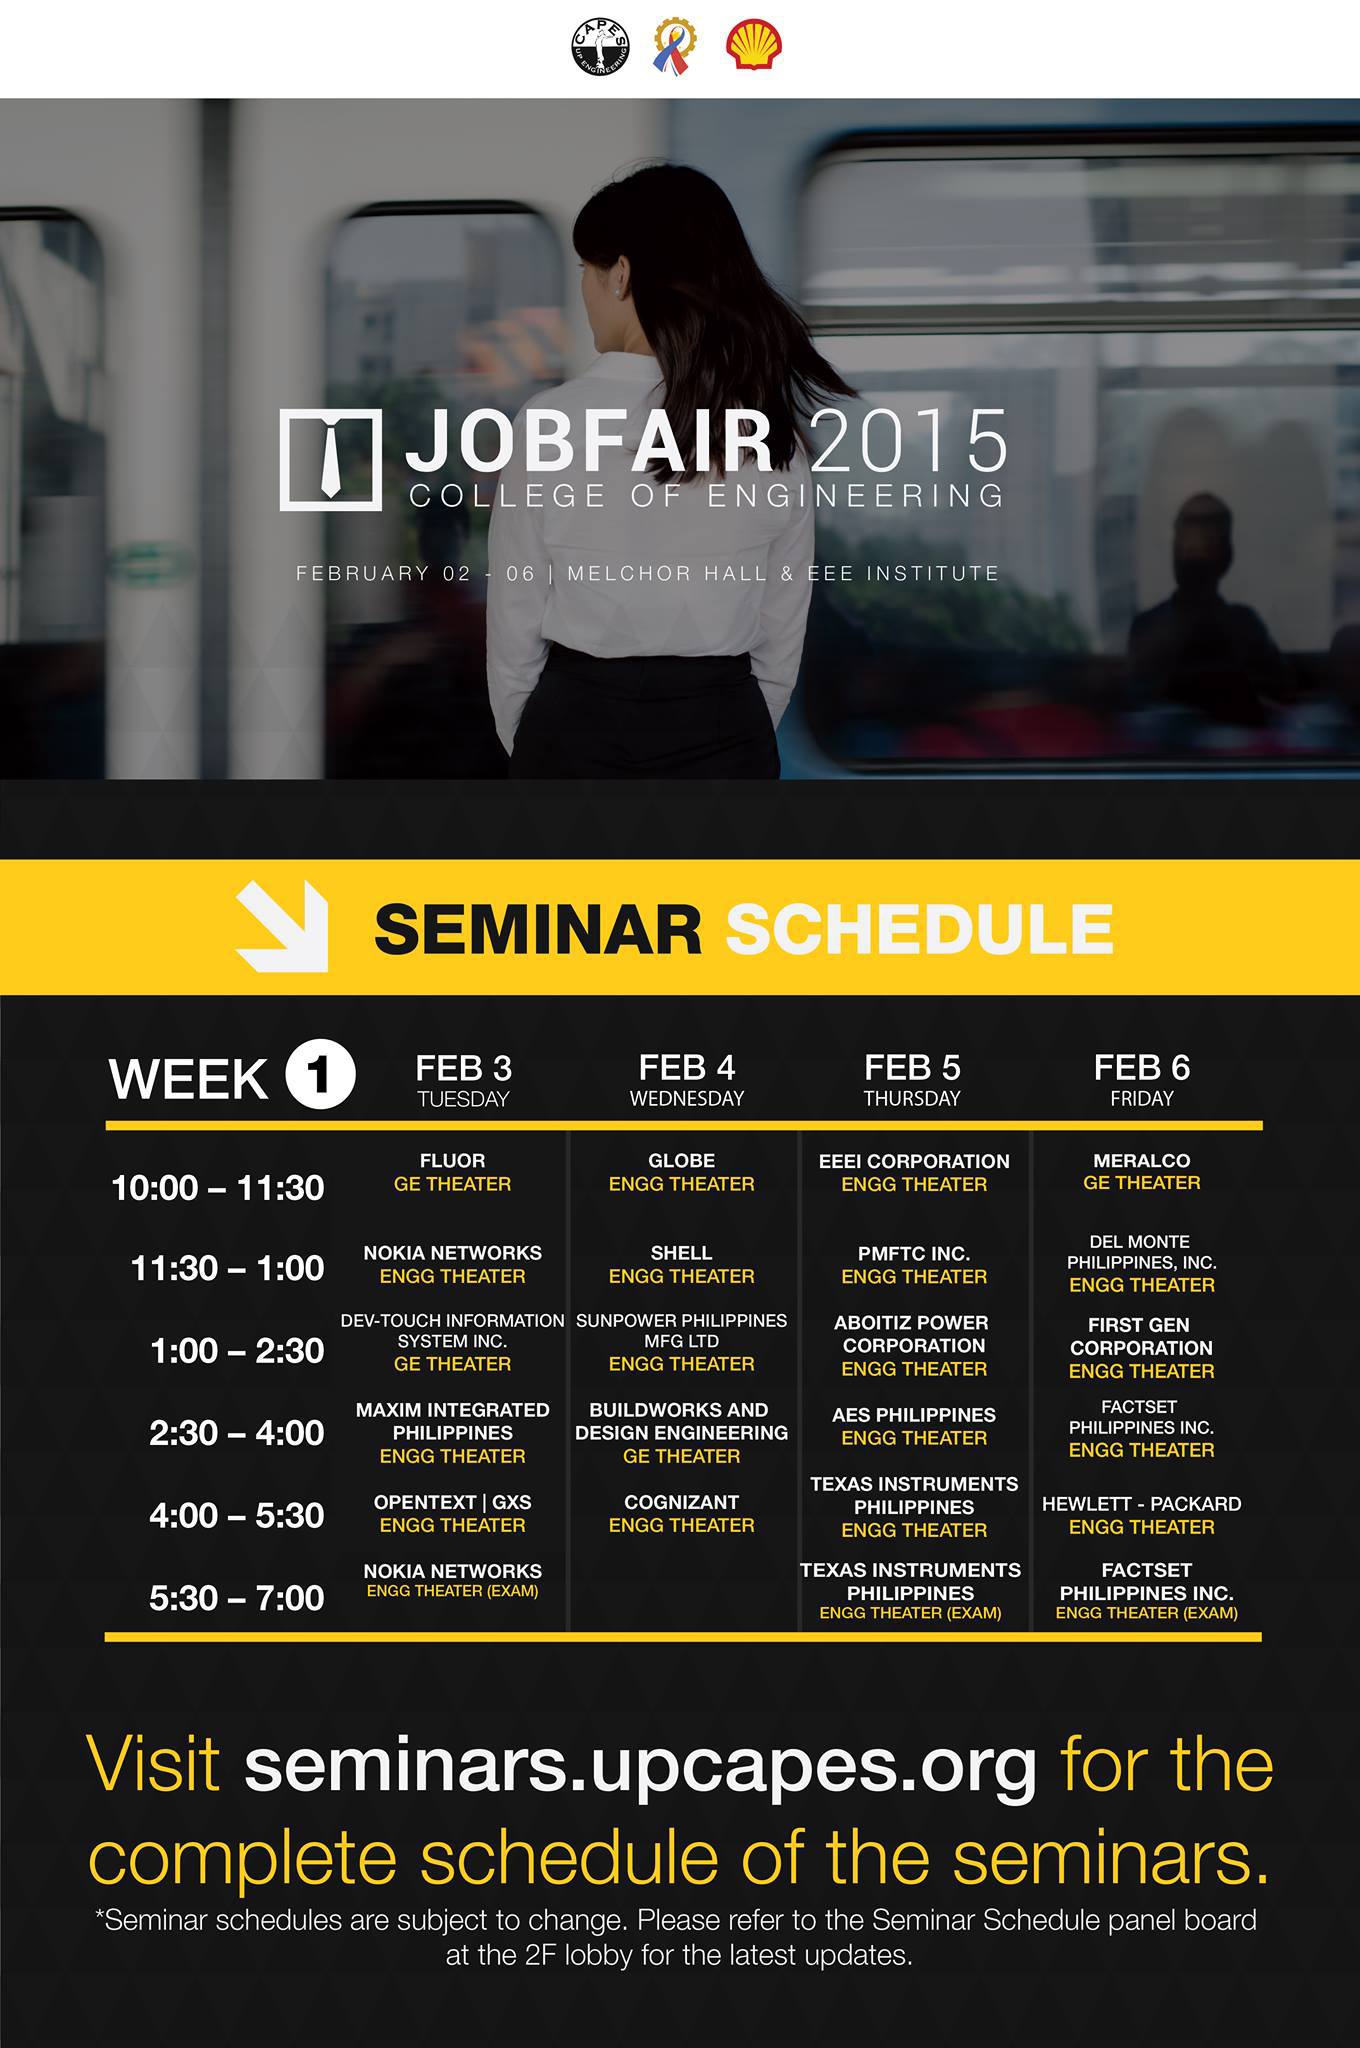 CAPES
UP ENGINEERING
JOBFAIR 2015
COLLEGE OF ENGINEERING
FEBRUARY 02 - 06 | MELCHOR HALL & EEE INSTITUTE
SEMINAR SCHEDULE
WEEK 1
FEB 3
TUESDAY
FEB 4
WEDNESDAY
FEB 5
THURSDAY
FEB 6
FRIDAY
10:00 – 11:30
FLUOR
GE THEATER
GLOBE
ENGG THEATER
EEEI CORPORATION
ENGG THEATER
MERALCO
GE THEATER
11:30 – 1:00
NOKIA NETWORKS
ENGG THEATER
SHELL
ENGG THEATER
PMFTC INC.
ENGG THEATER
DEL MONTE
PHILIPPINES, INC.
ENGG THEATER
1:00 – 2:30
DEV-TOUCH INFORMATION
SYSTEM INC.
GE THEATER
SUNPOWER PHILIPPINES
MFG LTD
ENGG THEATER
ABOITIZ POWER
CORPORATION
ENGG THEATER
FIRST GEN
CORPORATION
ENGG THEATER
2:30 – 4:00
MAXIM INTEGRATED
PHILIPPINES
ENGG THEATER
BUILDWORKS AND
DESIGN ENGINEERING
GE THEATER
AES PHILIPPINES
ENGG THEATER
FACTSET
PHILIPPINES INC.
ENGG THEATER
4:00 – 5:30
OPENTEXT | GXS
ENGG THEATER
COGNIZANT
ENGG THEATER
TEXAS INSTRUMENTS
PHILIPPINES
ENGG THEATER
HEWLETT - PACKARD
ENGG THEATER
5:30 – 7:00
NOKIA NETWORKS
ENGG THEATER (EXAM)
TEXAS INSTRUMENTS
PHILIPPINES
ENGG THEATER (EXAM)
FACTSET
PHILIPPINES INC.
ENGG THEATER (EXAM)
Visit seminars.upcapes.org for the
complete schedule of the seminars.
*Seminar schedules are subject to change. Please refer to the Seminar Schedule panel board
at the 2F lobby for the latest updates.